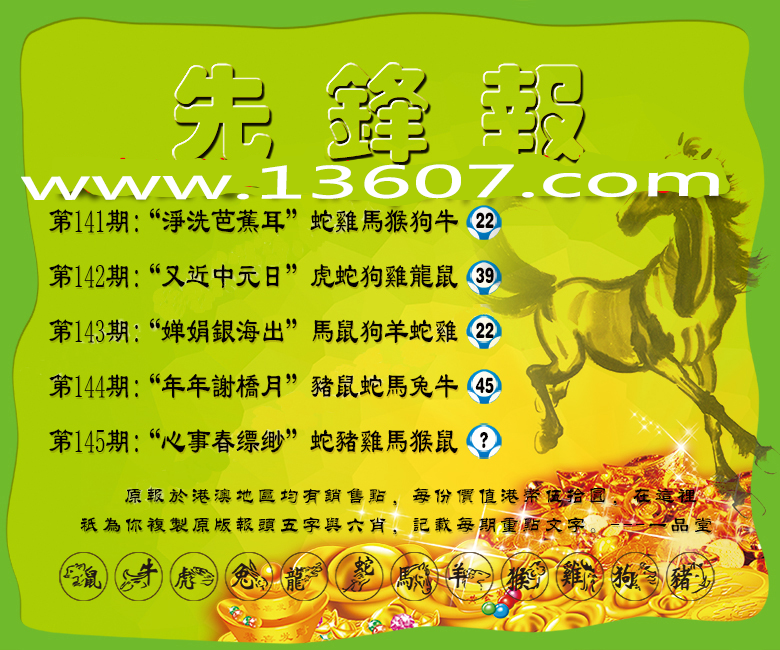 先鋒報
www.13607.com
第141期:“淨洗芭蕉耳”蛇雞馬猴狗牛 22
第142期:“又近中元日”虎蛇狗雞龍鼠 39
第143期:“婵娟銀海出”馬鼠狗羊蛇雞 22
第144期:“年年謝橋月”豬鼠蛇馬兔牛 45
第145期:“心事春缥缈”蛇豬雞馬猴鼠 ?
原報於港澳地區均有銷售點，每份價值港幣伍拾圓，在這裡
祇為你複製原版報頭五字與六肖，記載每期重點文字。----一品堂
鼠 牛 虎 兔 龍 蛇 馬 羊 猴 雞 狗 豬